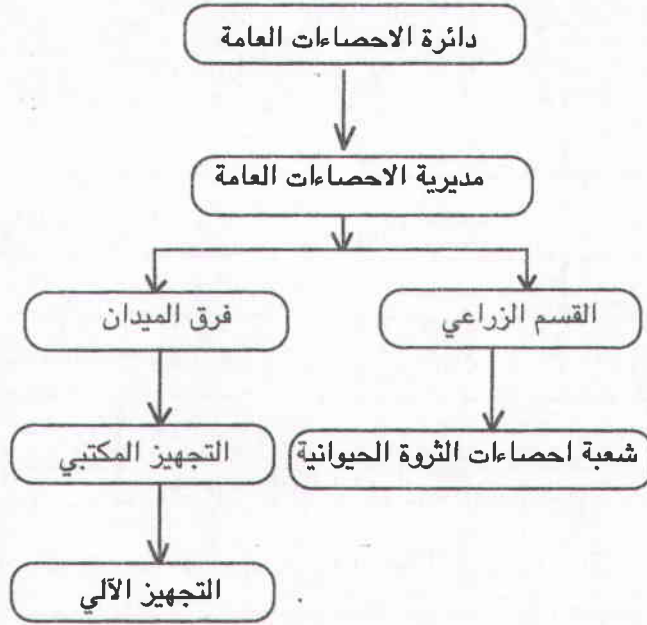 دائرة الاحصاءات العامة
مديرية الاحصاءات العامة
القسم الزراعي
فرق الميدان
شعبة احصاءات الثروة الحيوانية
التجهيز المكتبي
التجهيز الآلي